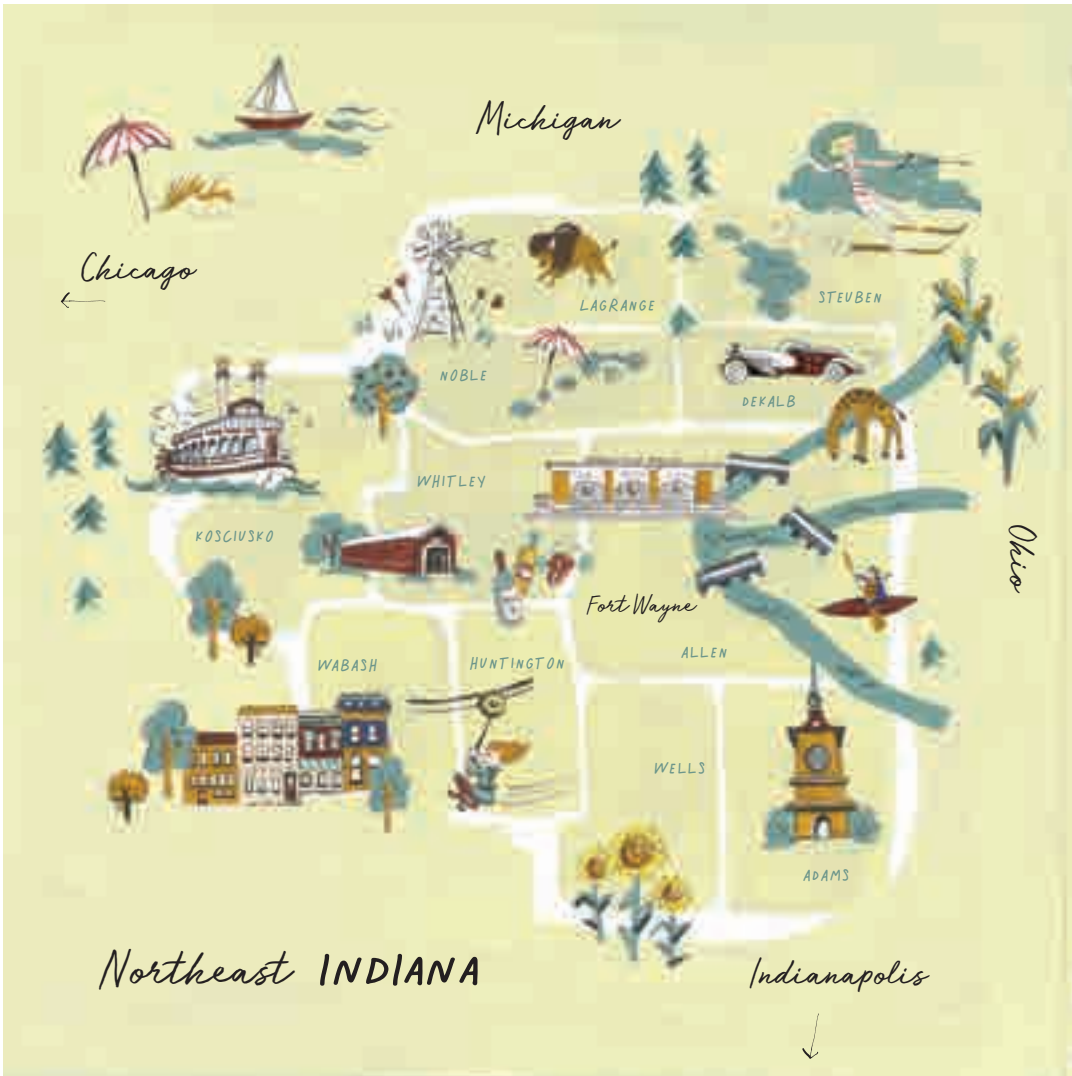 Michigan
Chicago
LAGRANGE
STEUBEN
NOBLE
DEKALB
WHITLEY
KOSCIUSKO
Ohio
Fort Wayne
ALLEN
WABASH
HUNTINGTON
WELLS
ADAMS
Northeast INDIANA
Indianapolis